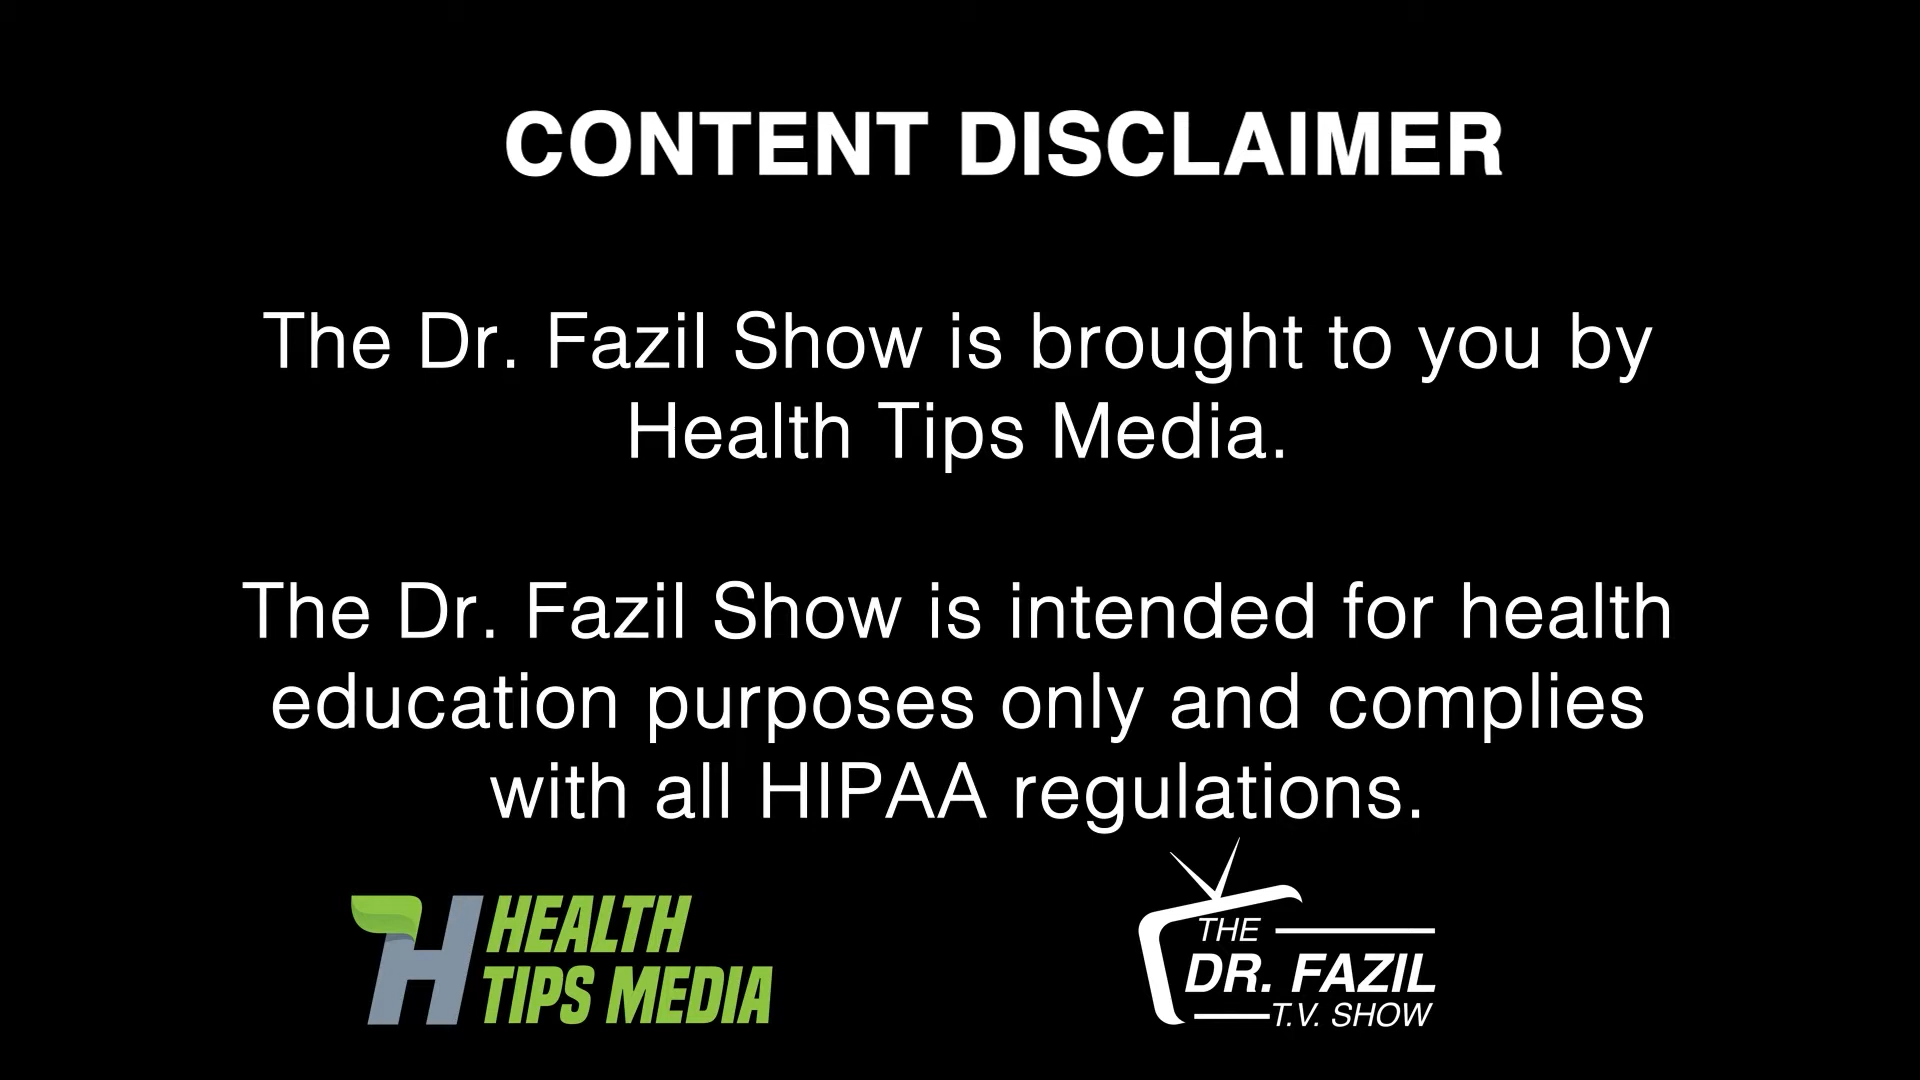 CONTENT DISCLAIMER
The Dr. Fazil Show is brought to you by
Health Tips Media.
The Dr. Fazil Show is intended for health
education purposes only and complies
with all HIPAA regulations.
H HEALTH
TIPS MEDIA
THE
DR. FAZIL
T.V. SHOW